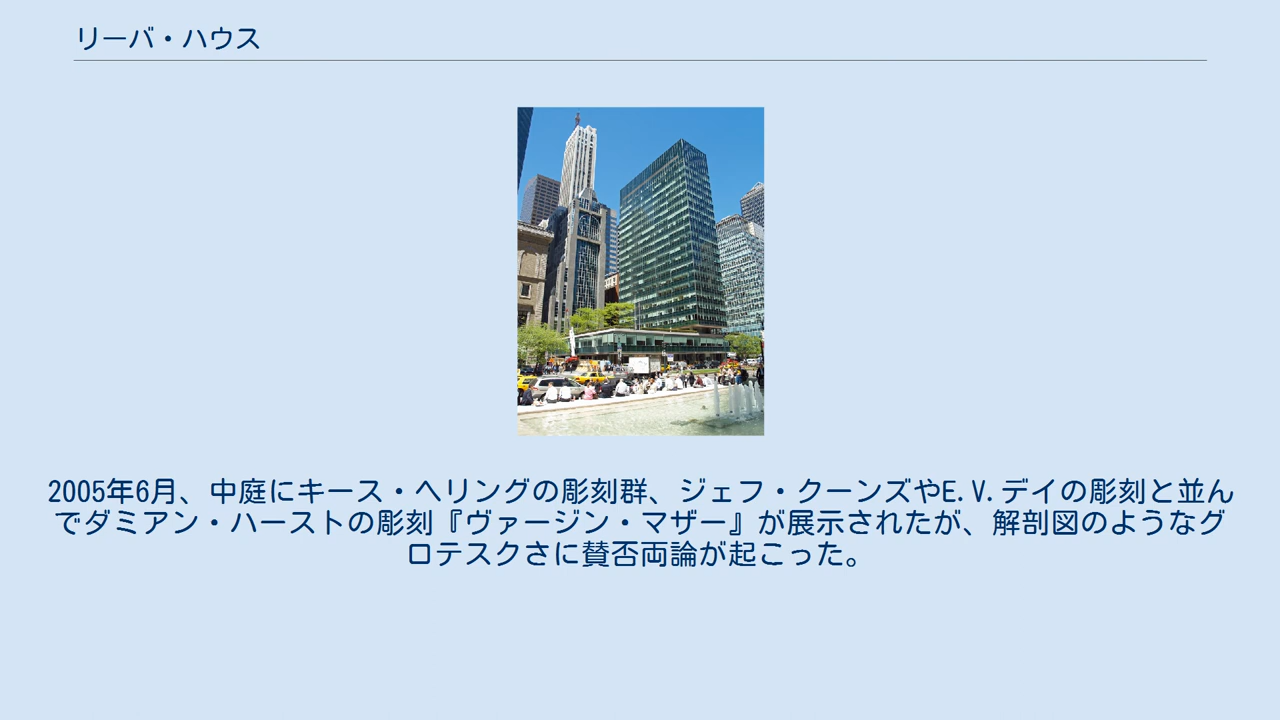 リーバ・ハウス
2005年6月、中庭にキース・ヘリングの彫刻群、ジェフ・クーンズやE.V.デイの彫刻と並ん
でダミアン・ハーストの彫刻『ヴァージン・マザー』が展示されたが、解剖図のようなグ
ロテスクさに賛否両論が起こった。